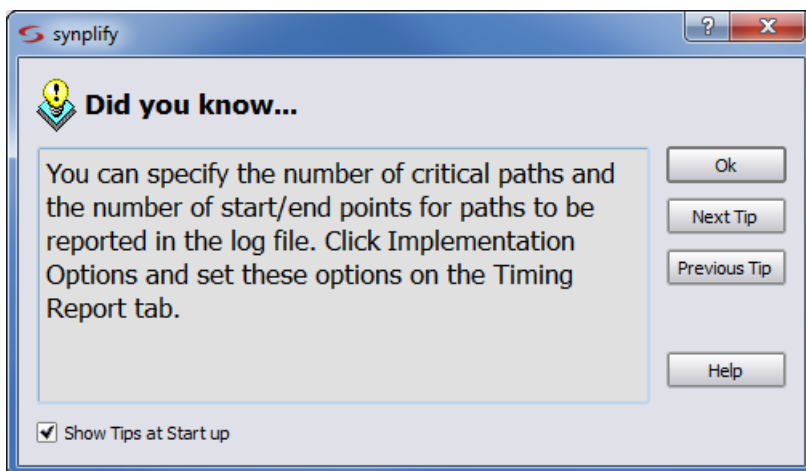 synplify
?
X
Did you know...
You can specify the number of critical paths and
the number of start/end points for paths to be
reported in the log file. Click Implementation
Options and set these options on the Timing
Report tab.
Ok
Next Tip
Previous Tip
Help
Show Tips at Start up